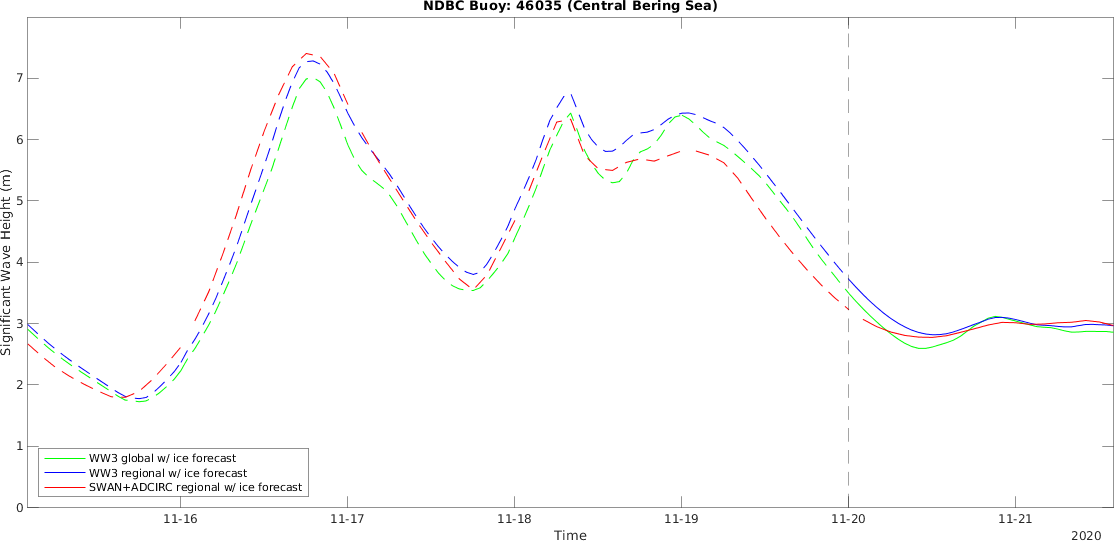 NDBC Buoy: 46035 (Central Bering Sea)
Significant Wave Height (m)
7
6
5
4
3
2
1
0
WW3 global w/ ice forecast
WW3 regional w/ ice forecast
SWAN+ADCIRC regional w/ ice forecast
11-16
11-17
11-18
11-19
11-20
11-21
Time
2020